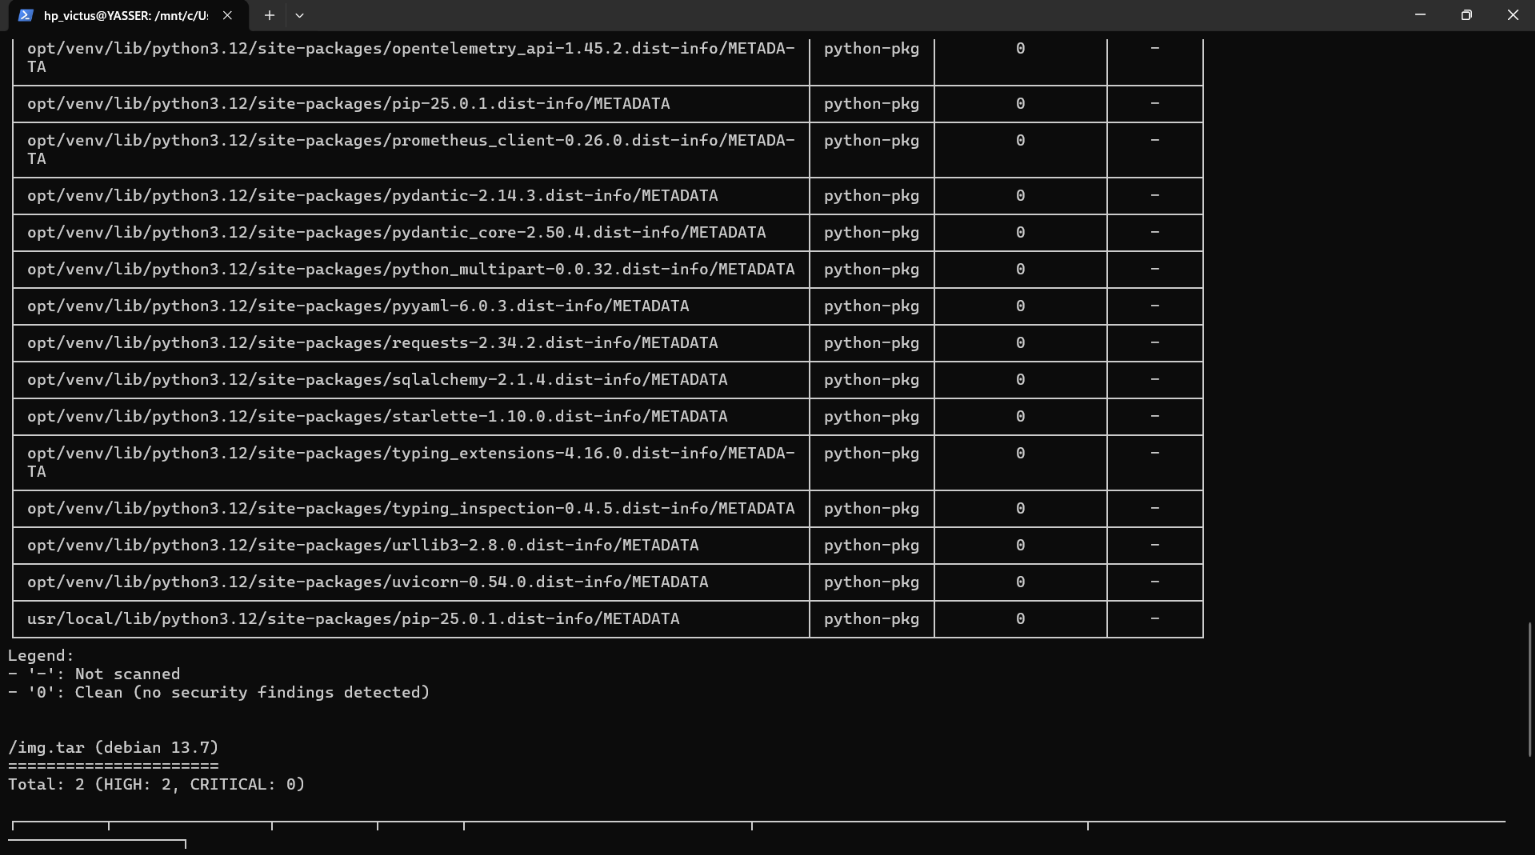 hp_victus@YASSER: /mnt/c/Us
opt/venv/lib/python3.12/site-packages/opentelemetry_api-1.45.2.dist-info/METADA- python-pkg 0 -
TA
opt/venv/lib/python3.12/site-packages/pip-25.0.1.dist-info/METADATA python-pkg 0 -
opt/venv/lib/python3.12/site-packages/prometheus_client-0.26.0.dist-info/METADA- python-pkg 0 -
TA
opt/venv/lib/python3.12/site-packages/pydantic-2.14.3.dist-info/METADATA python-pkg 0 -
opt/venv/lib/python3.12/site-packages/pydantic_core-2.50.4.dist-info/METADATA python-pkg 0 -
opt/venv/lib/python3.12/site-packages/python_multipart-0.0.32.dist-info/METADATA python-pkg 0 -
opt/venv/lib/python3.12/site-packages/pyyaml-6.0.3.dist-info/METADATA python-pkg 0 -
opt/venv/lib/python3.12/site-packages/requests-2.34.2.dist-info/METADATA python-pkg 0 -
opt/venv/lib/python3.12/site-packages/sqlalchemy-2.1.4.dist-info/METADATA python-pkg 0 -
opt/venv/lib/python3.12/site-packages/starlette-1.10.0.dist-info/METADATA python-pkg 0 -
opt/venv/lib/python3.12/site-packages/typing_extensions-4.16.0.dist-info/METADA- python-pkg 0 -
TA
opt/venv/lib/python3.12/site-packages/typing_inspection-0.4.5.dist-info/METADATA python-pkg 0 -
opt/venv/lib/python3.12/site-packages/urllib3-2.8.0.dist-info/METADATA python-pkg 0 -
opt/venv/lib/python3.12/site-packages/uvicorn-0.54.0.dist-info/METADATA python-pkg 0 -
usr/local/lib/python3.12/site-packages/pip-25.0.1.dist-info/METADATA python-pkg 0 -
Legend:
- '-': Not scanned
- '0': Clean (no security findings detected)
/img.tar (debian 13.7)
======================
Total: 2 (HIGH: 2, CRITICAL: 0)